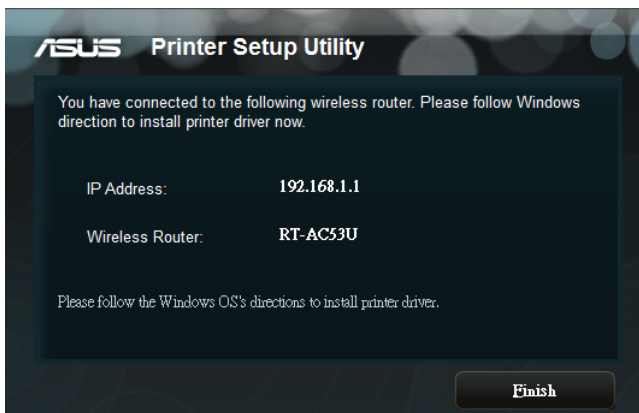 ASUS Printer Setup Utility
You have connected to the following wireless router. Please follow Windows
direction to install printer driver now.
IP Address: 192.168.1.1
Wireless Router: RT-AC53U
Please follow the Windows OS's directions to install printer driver.
Finish